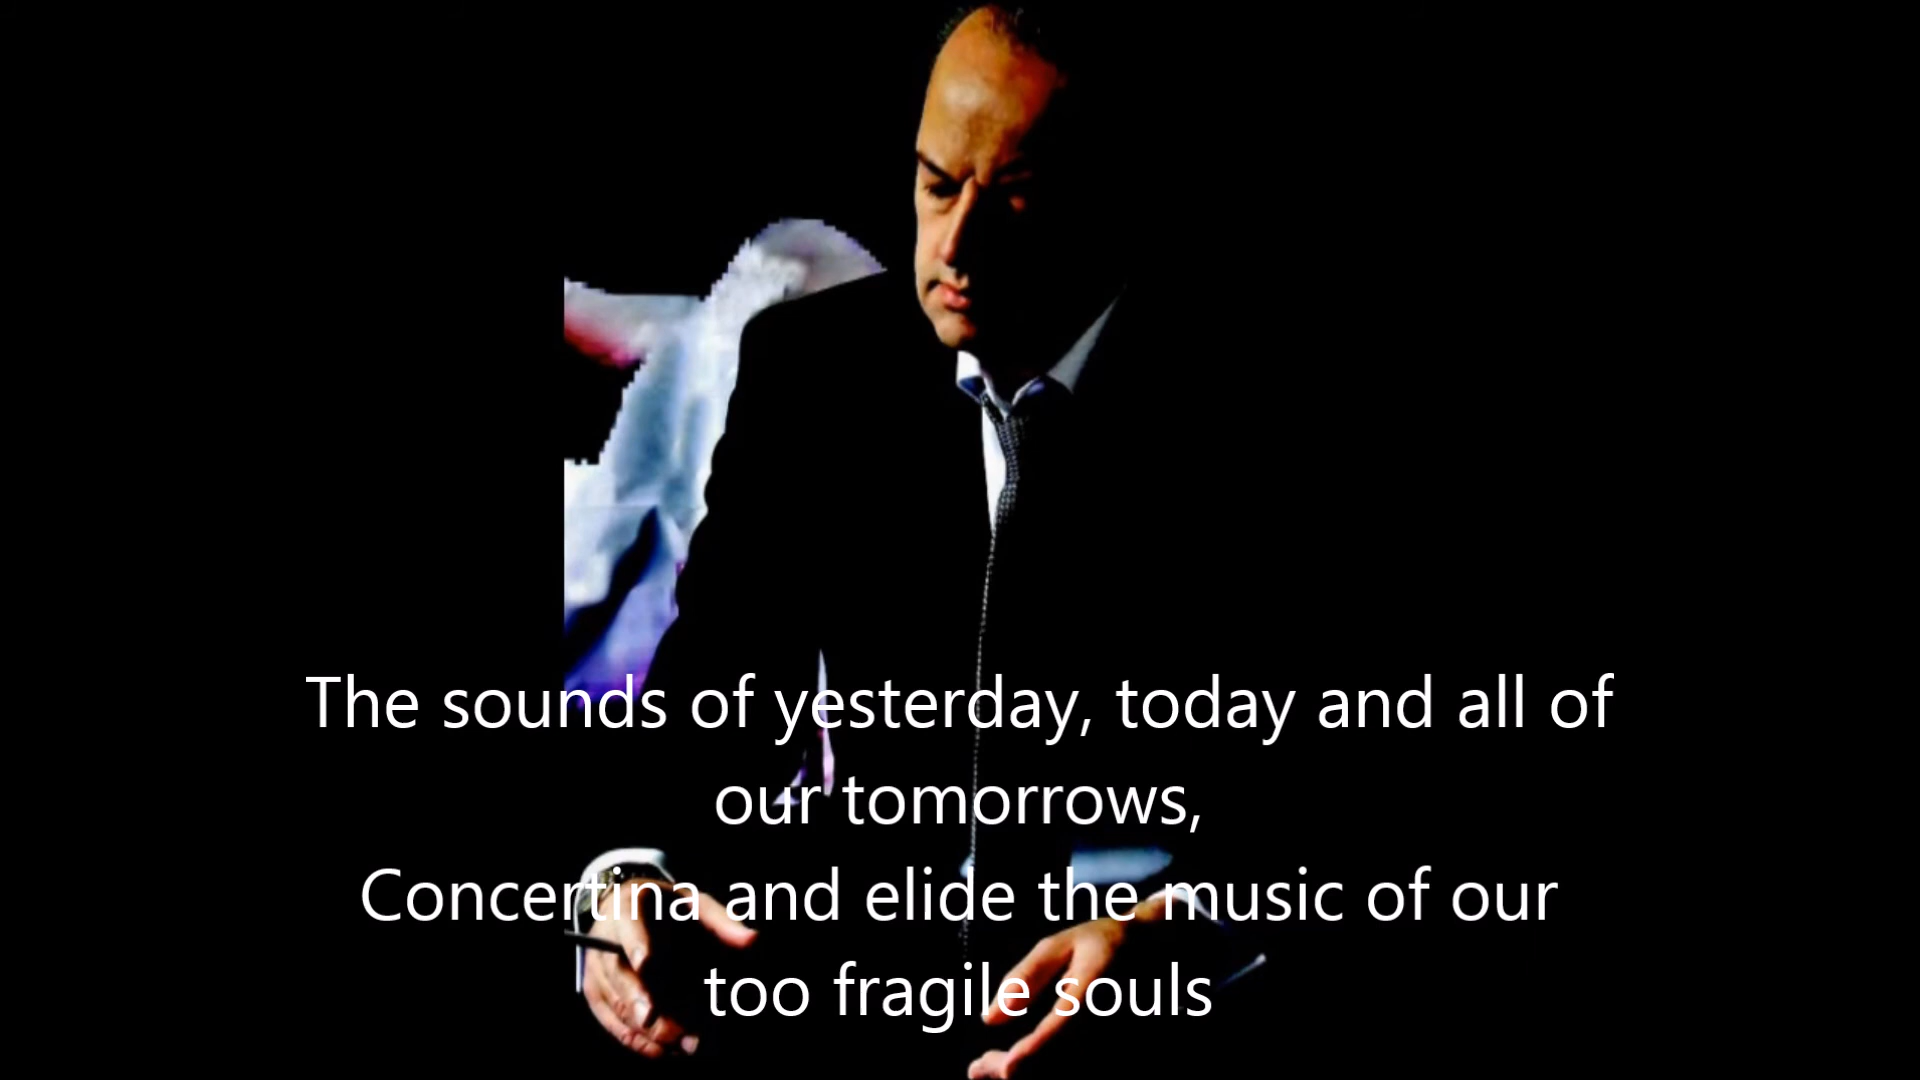 The sounds of yesterday, today and all of
our tomorrows,
Concertina and elide the music of our
too fragile souls